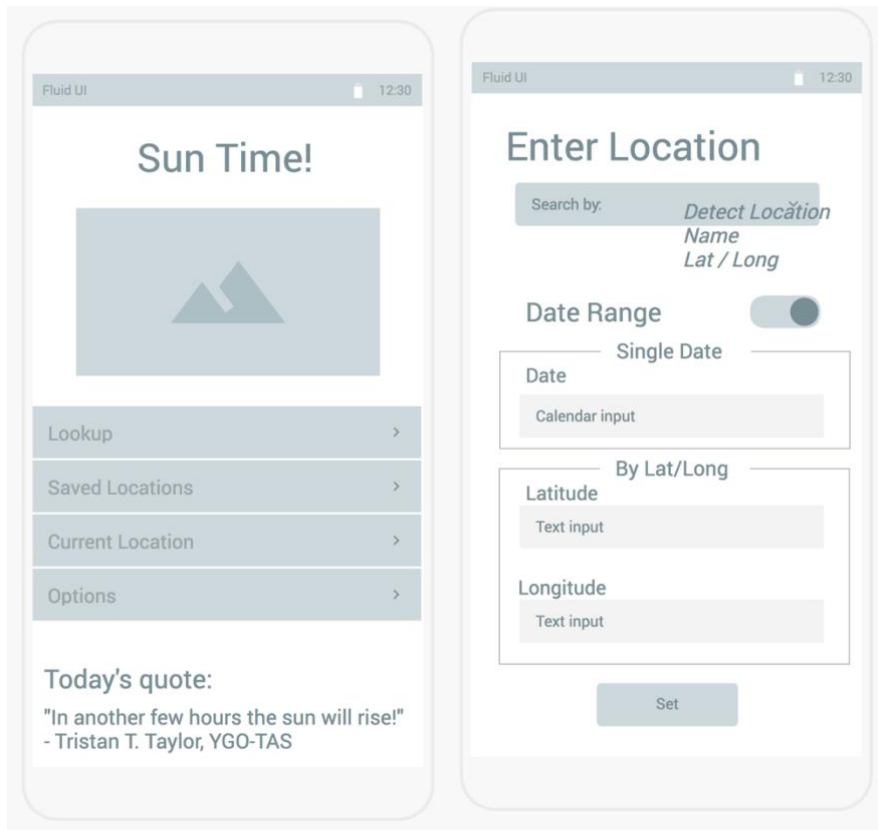 Fluid UI
12:30
Sun Time!
Lookup
Saved Locations
Current Location
Options
Today's quote:
"In another few hours the sun will rise!"
- Tristan T. Taylor, YGO-TAS
Fluid UI
12:30
Enter Location
Search by:
Detect Location
Name
Lat / Long
Date Range
Single Date
Date
Calendar input
By Lat/Long
Latitude
Text input
Longitude
Text input
Set